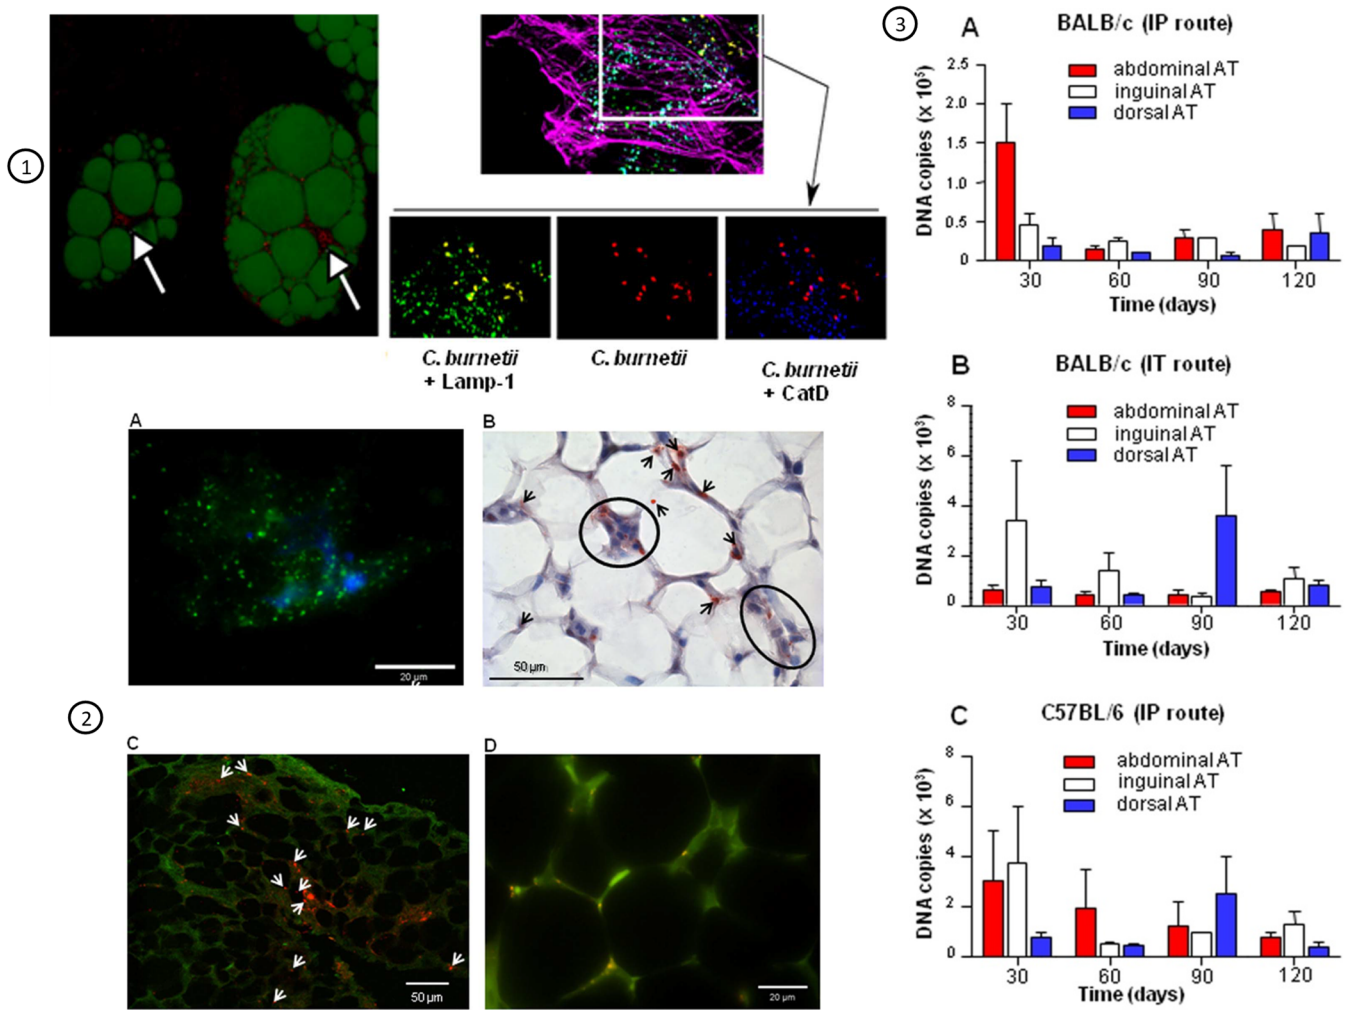 1
C. burnetii
+ Lamp-1
C. burnetii
C. burnetii
+ CatD
2
A
20 µm
B
50 µm
C
50 µm
D
20 µm
3
A
BALB/c (IP route)
DNA copies (x 10⁵)
2.5
2.0
1.5
1.0
0.5
0
abdominal AT
inguinal AT
dorsal AT
30 60 90 120
Time (days)
B
BALB/c (IT route)
DNA copies (x 10³)
8
6
4
2
0
abdominal AT
inguinal AT
dorsal AT
30 60 90 120
Time (days)
C
C57BL/6 (IP route)
DNA copies (x 10³)
8
6
4
2
0
abdominal AT
inguinal AT
dorsal AT
30 60 90 120
Time (days)